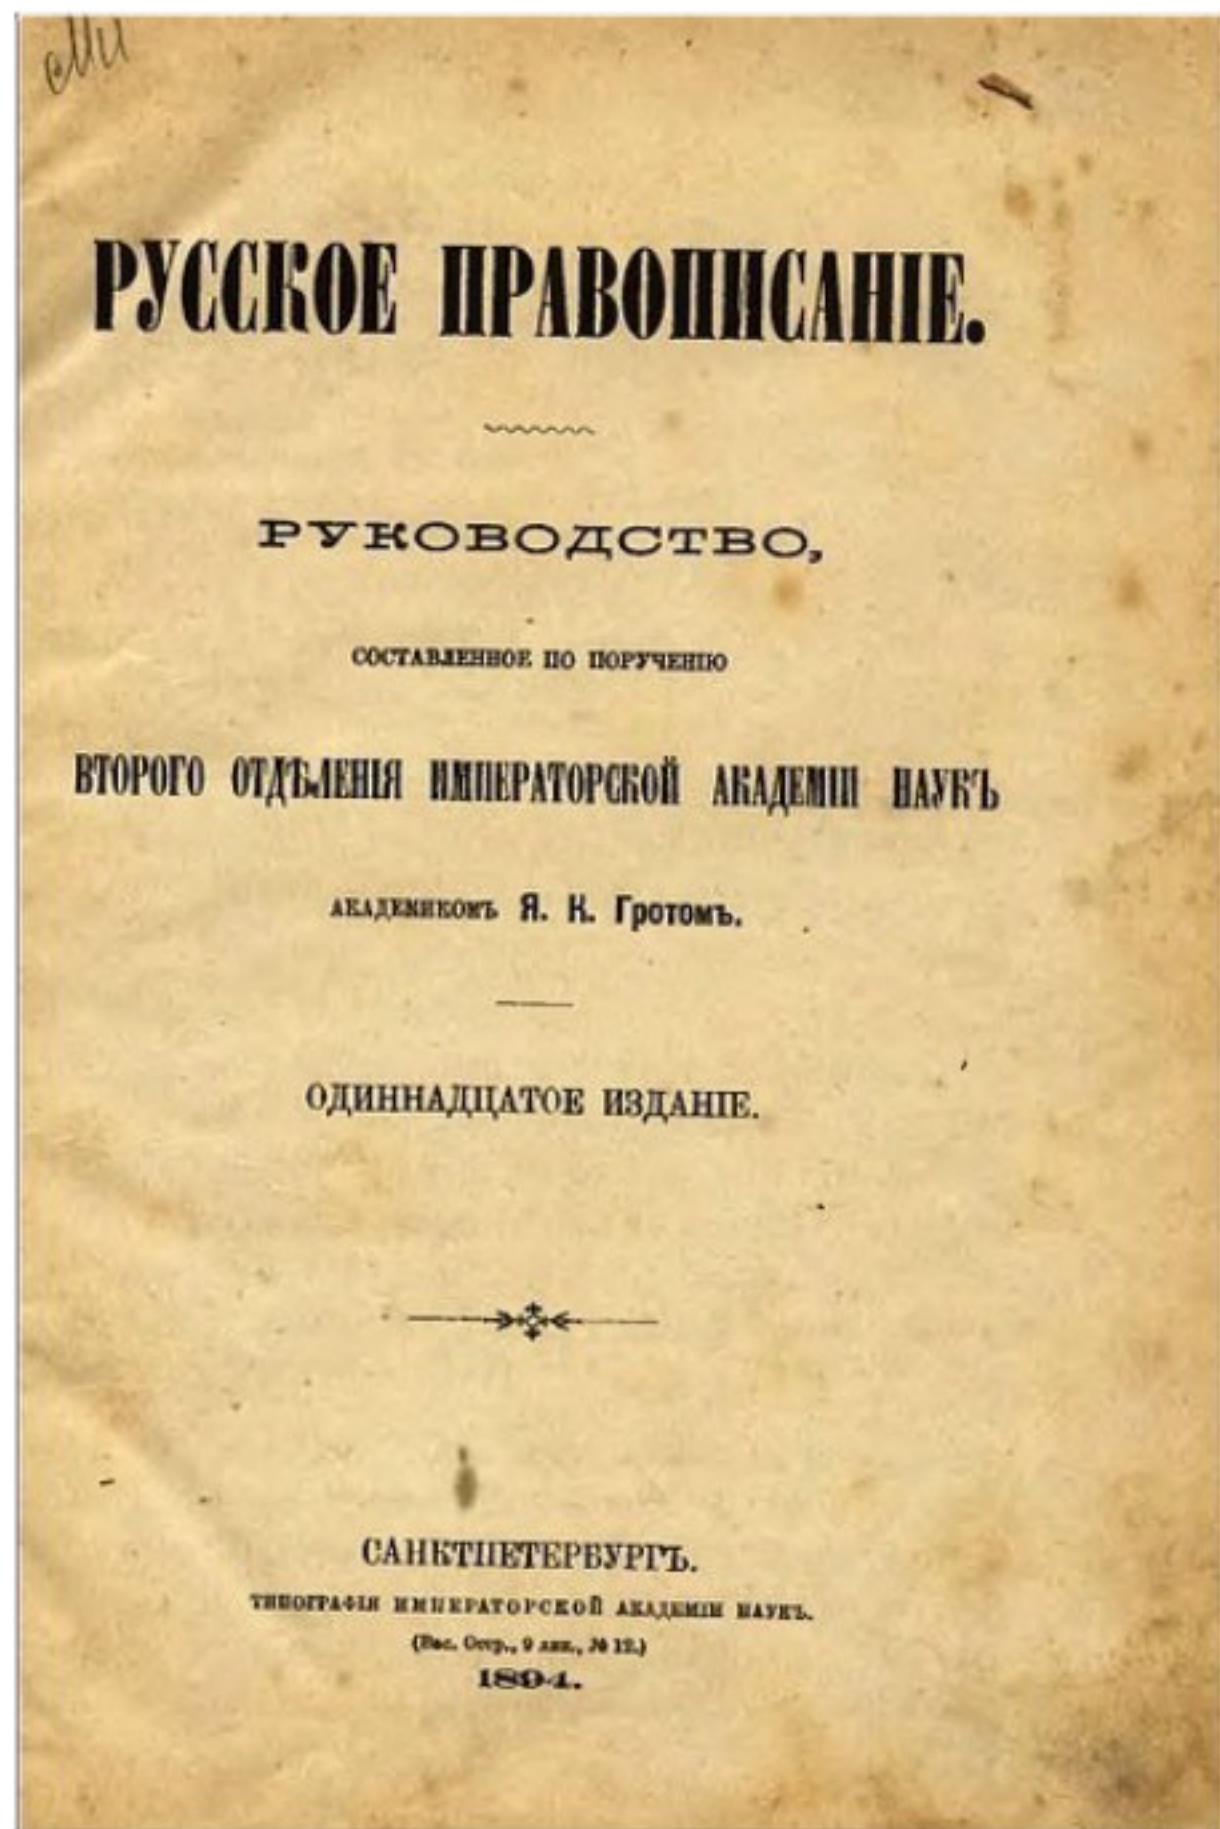 РУССКОЕ ПРАВОПИСАНІЕ.
РУКОВОДСТВО,
СОСТАВЛЕННОЕ ПО ПОРУЧЕНІЮ
ВТОРОГО ОТДѢЛЕНІЯ ИМПЕРАТОРСКОЙ АКАДЕМІИ НАУКЪ
АКАДЕМИКОМЪ Я. К. Гротомъ.
ОДИННАДЦАТОЕ ИЗДАНІЕ.
САНКТПЕТЕРБУРГЪ.
ТИПОГРАФІЯ ИМПЕРАТОРСКОЙ АКАДЕМІИ НАУКЪ.
(Вас. Остр., 9 лин., № 12.)
1894.